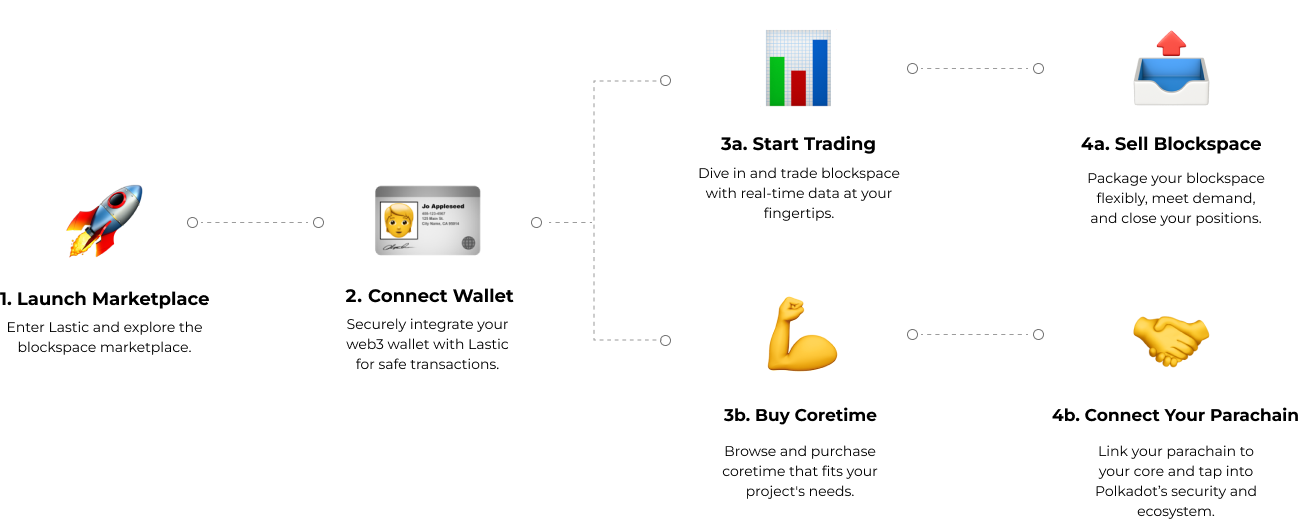 1. Launch Marketplace
Enter Lastic and explore the
blockspace marketplace.
Jo Appleseed
2. Connect Wallet
Securely integrate your
web3 wallet with Lastic
for safe transactions.
3a. Start Trading
Dive in and trade blockspace
with real-time data at your
fingertips.
4a. Sell Blockspace
Package your blockspace
flexibly, meet demand,
and close your positions.
3b. Buy Coretime
Browse and purchase
coretime that fits your
project's needs.
4b. Connect Your Parachain
Link your parachain to
your core and tap into
Polkadot’s security and
ecosystem.